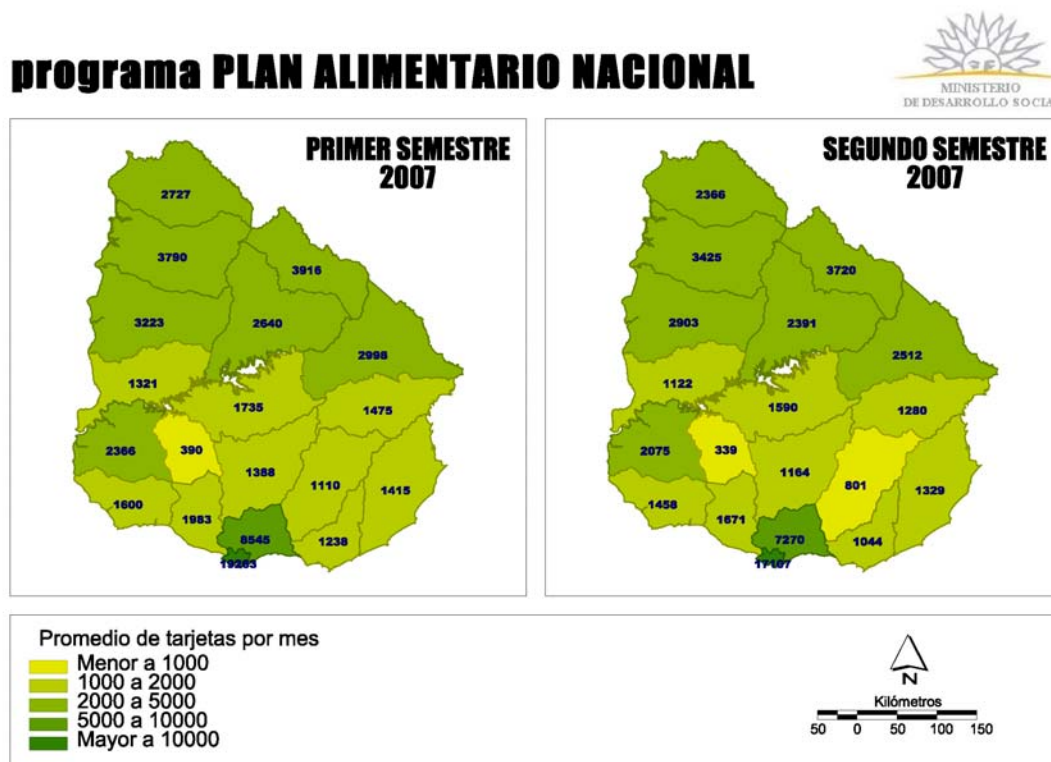 programa PLAN ALIMENTARIO NACIONAL
MINISTERIO
DE DESARROLLO SOCIA
PRIMER SEMESTRE
2007
2727
3790
3916
3223
2640
2998
1321
1735
1475
2366
390
1388
1110
1415
1600
1983
8545
1238
19263
SEGUNDO SEMESTRE
2007
2366
3425
3720
2903
2391
2512
1122
1590
1280
2075
339
1164
801
1329
1458
1671
7270
1044
17107
Promedio de tarjetas por mes
Menor a 1000
1000 a 2000
2000 a 5000
5000 a 10000
Mayor a 10000
N
Kilómetros
50 0 50 100 150